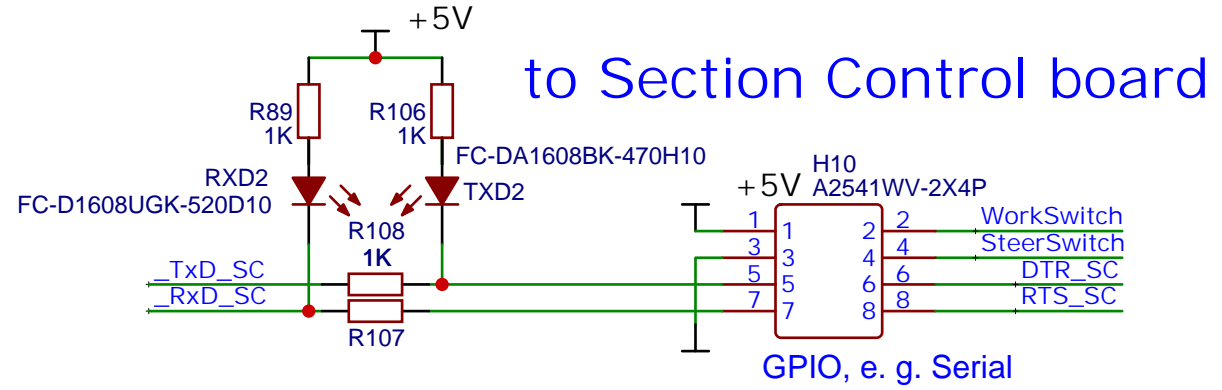 +5V
to Section Control board
R89
1K
R106
1K
FC-DA1608BK-470H10
RXD2
FC-D1608UGK-520D10
TXD2
H10
A2541WV-2X4P
+5V
R108
1K
_TxD_SC
_RxD_SC
R107
1 1 2 2 WorkSwitch
3 3 4 4 SteerSwitch
5 5 6 6 DTR_SC
7 7 8 8 RTS_SC
GPIO, e. g. Serial